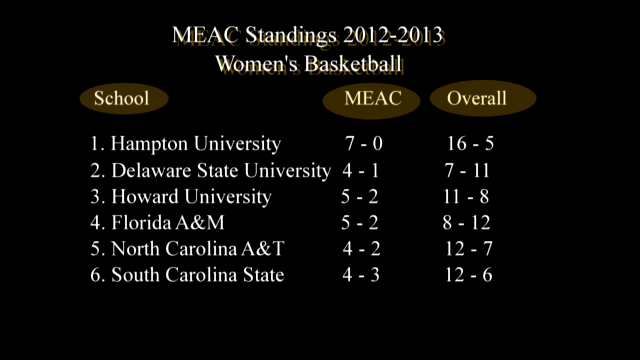 MEAC Standings 2012-2013
Women's Basketball
School MEAC Overall
1. Hampton University 7 - 0 16 - 5
2. Delaware State University 4 - 1 7 - 11
3. Howard University 5 - 2 11 - 8
4. Florida A&M 5 - 2 8 - 12
5. North Carolina A&T 4 - 2 12 - 7
6. South Carolina State 4 - 3 12 - 6